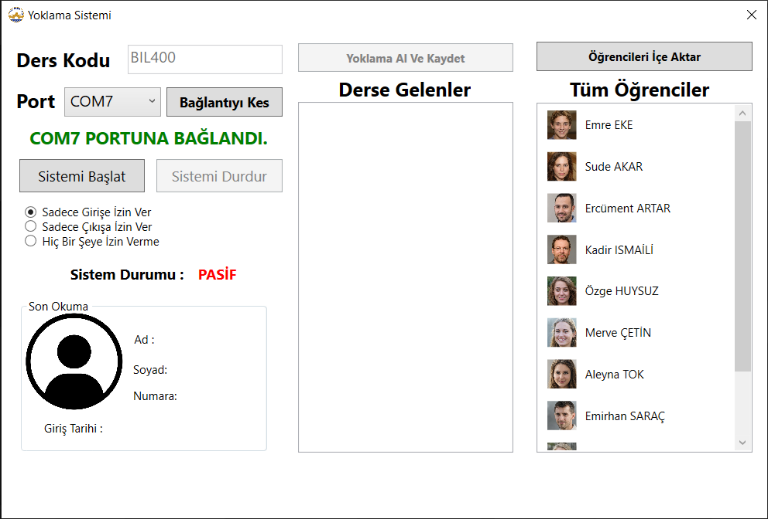 Yoklama Sistemi
Ders Kodu
BIL400
Port
COM7
Bağlantıyı Kes
COM7 PORTUNA BAĞLANDI.
Sistemi Başlat
Sistemi Durdur
Sadece Girişe İzin Ver
Sadece Çıkışa İzin Ver
Hiç Bir Şeye İzin Verme
Sistem Durumu :
PASİF
Son Okuma
Ad :
Soyad:
Numara:
Giriş Tarihi :
Yoklama Al Ve Kaydet
Derse Gelenler
Öğrencileri İçe Aktar
Tüm Öğrenciler
Emre EKE
Sude AKAR
Ercüment ARTAR
Kadir ISMAİLİ
Özge HUYSUZ
Merve ÇETİN
Aleyna TOK
Emirhan SARAÇ